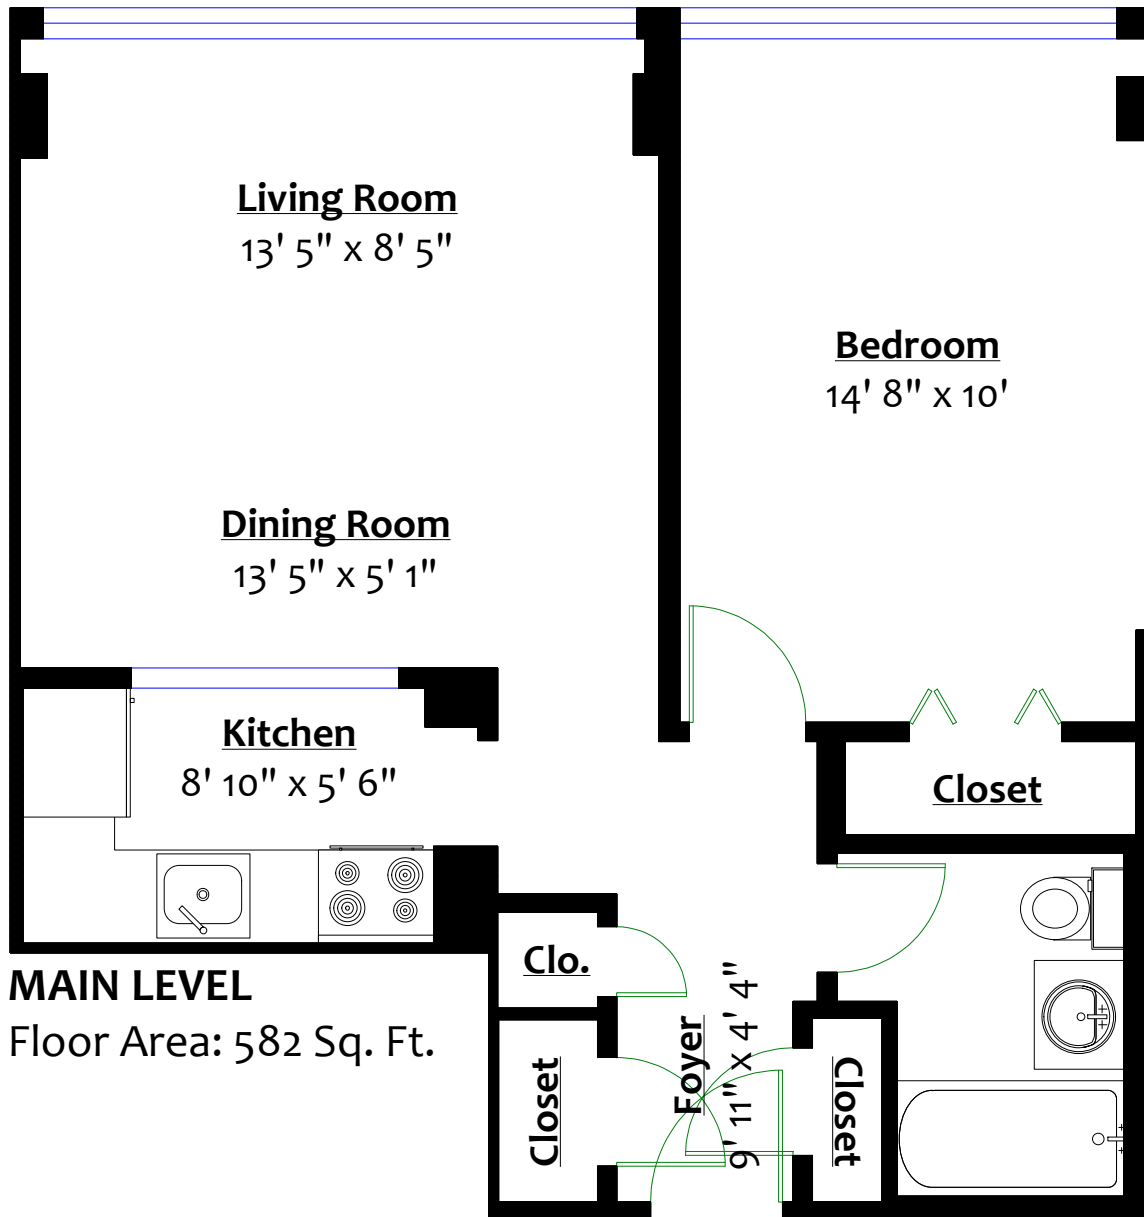 Living Room
13' 5" x 8' 5"
Bedroom
14' 8" x 10'
Dining Room
13' 5" x 5' 1"
Kitchen
8' 10" x 5' 6"
Closet
Clo.
MAIN LEVEL
Floor Area: 582 Sq. Ft.
Closet
Foyer
9' 11" x 4' 4"
Closet